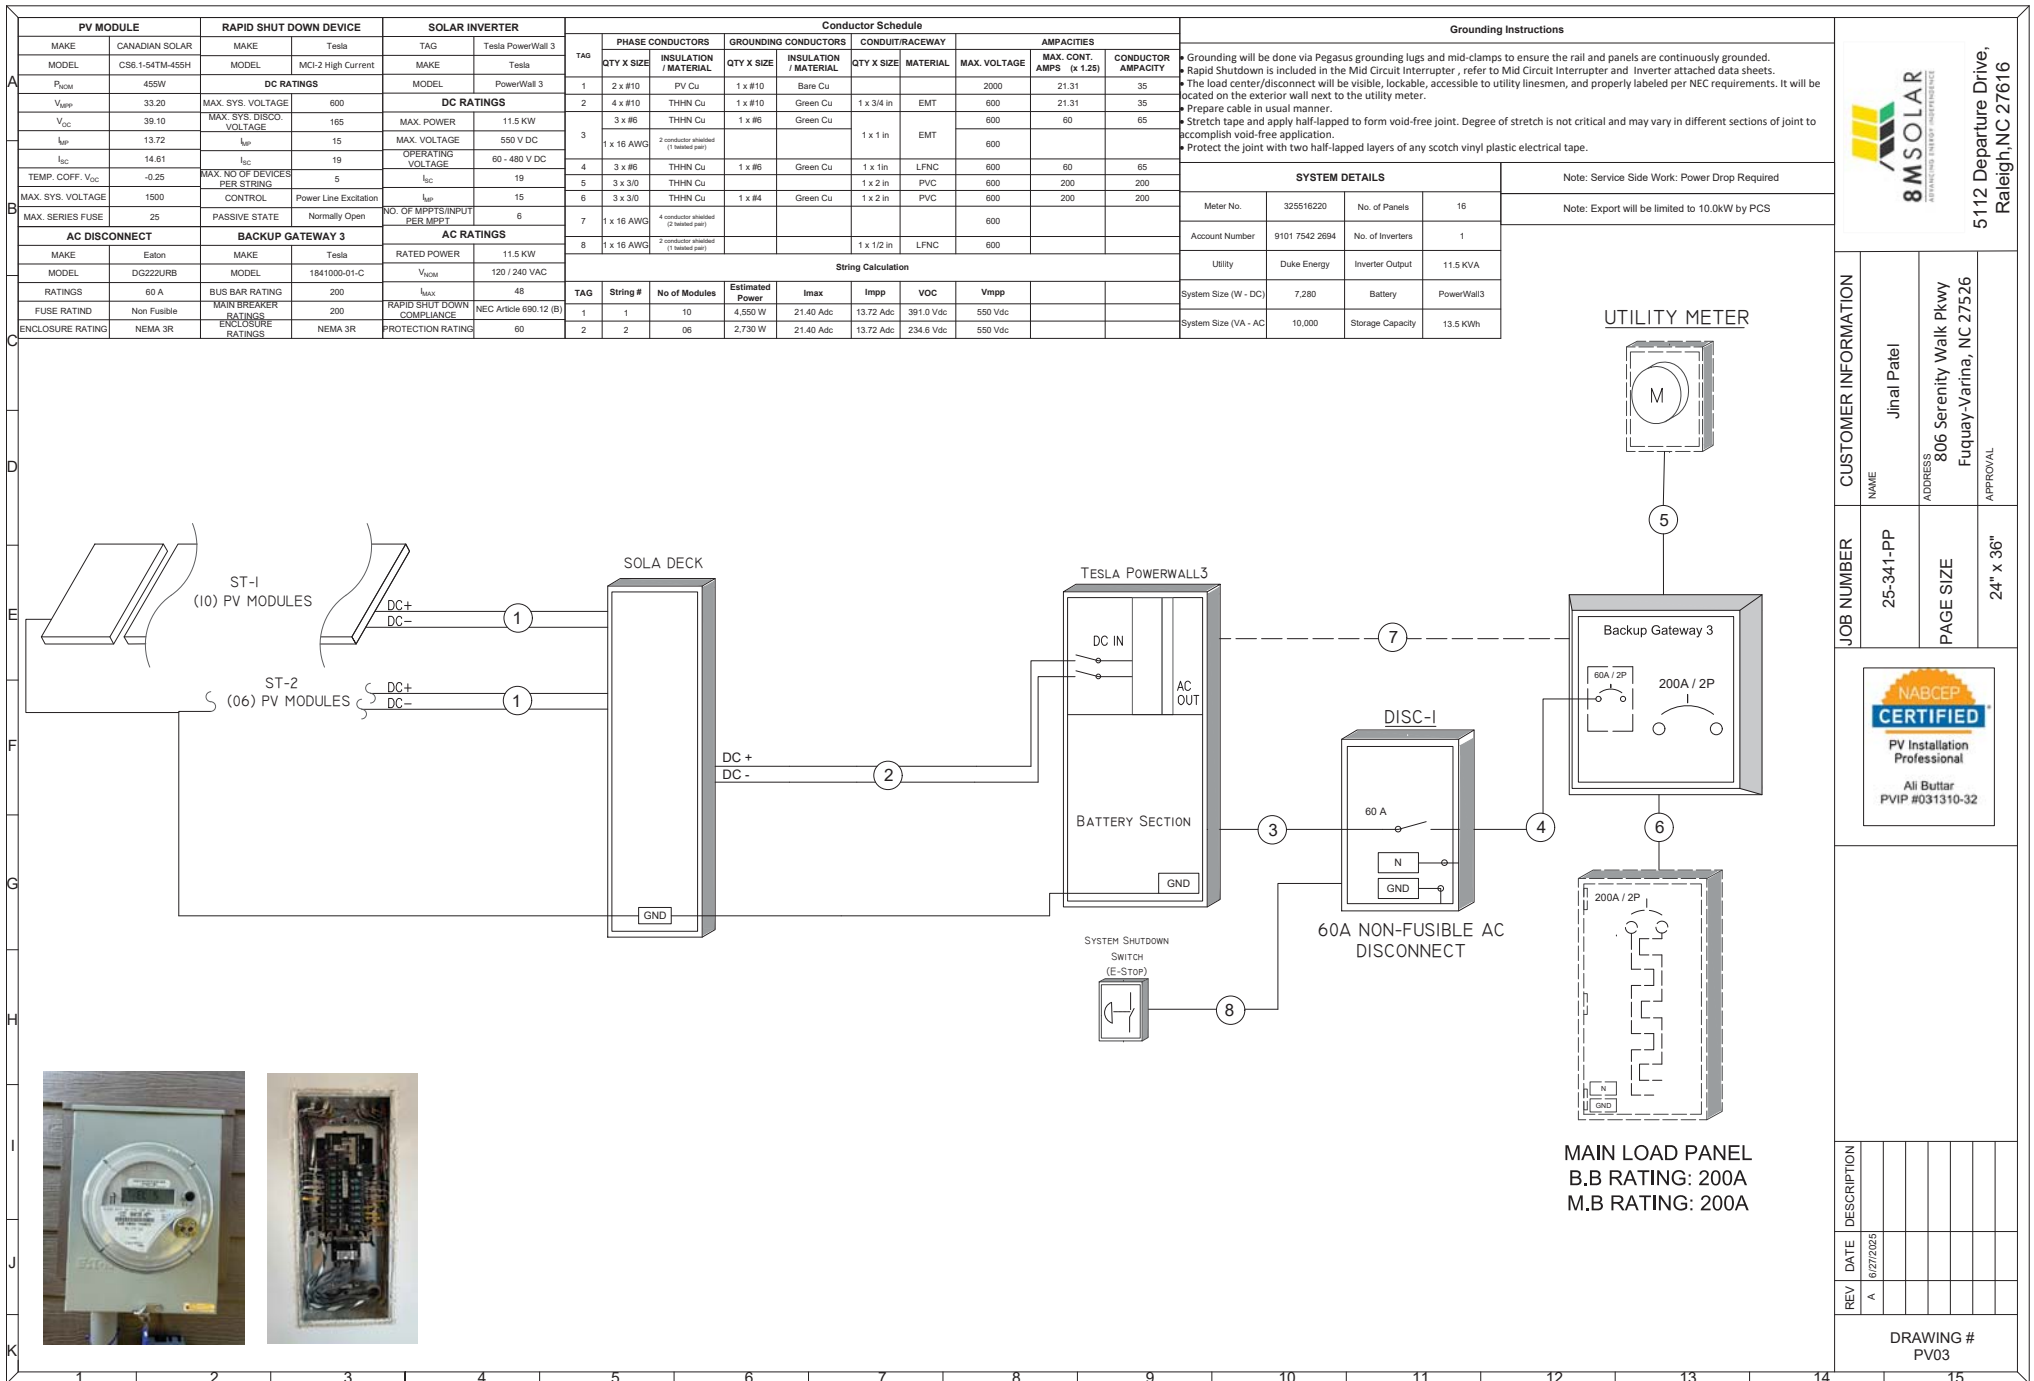 PV MODULE
MAKE CANADIAN SOLAR
MODEL CS6.1-54TM-455H
PNOM 455W
VMPP 33.20
VOC 39.10
IMP 13.72
ISC 14.61
TEMP. COFF. VOC -0.25
MAX. SYS. VOLTAGE 1500
MAX. SERIES FUSE 25
AC DISCONNECT
MAKE Eaton
MODEL DG222URB
RATINGS 60 A
FUSE RATIND Non Fusible
ENCLOSURE RATING NEMA 3R
RAPID SHUT DOWN DEVICE
MAKE Tesla
MODEL MCI-2 High Current
DC RATINGS
MAX. SYS. VOLTAGE 600
MAX. SYS. DISCO. VOLTAGE 165
IMP 15
ISC 19
MAX. NO OF DEVICES PER STRING 5
CONTROL Power Line Excitation
PASSIVE STATE Normally Open
BACKUP GATEWAY 3
MAKE Tesla
MODEL 1841000-01-C
BUS BAR RATING 200
MAIN BREAKER RATINGS 200
ENCLOSURE RATINGS NEMA 3R
SOLAR INVERTER
TAG Tesla PowerWall 3
MAKE Tesla
MODEL PowerWall 3
DC RATINGS
MAX. POWER 11.5 KW
MAX. VOLTAGE 550 V DC
OPERATING VOLTAGE 60 - 480 V DC
ISC 19
IMP 15
NO. OF MPPTS/INPUT PER MPPT 6
AC RATINGS
RATED POWER 11.5 KW
VNOM 120 / 240 VAC
IMAX 48
RAPID SHUT DOWN COMPLIANCE NEC Article 690.12 (B)
PROTECTION RATING 60
Conductor Schedule
TAG PHASE CONDUCTORS GROUNDING CONDUCTORS CONDUIT/RACEWAY AMPACITIES
QTY X SIZE INSULATION / MATERIAL QTY X SIZE INSULATION / MATERIAL QTY X SIZE MATERIAL MAX. VOLTAGE MAX. CONT. AMPS (x 1.25) CONDUCTOR AMPACITY
1 2 x #10 PV Cu 1 x #10 Bare Cu 2000 21.31 35
2 4 x #10 THHN Cu 1 x #10 Green Cu 1 x 3/4 in EMT 600 21.31 35
3 3 x #6 THHN Cu 1 x #6 Green Cu 1 x 1 in EMT 600 60 65
1 x 16 AWG 2 conductor shielded (1 twisted pair) 600
4 3 x #6 THHN Cu 1 x #6 Green Cu 1 x 1in LFNC 600 60 65
5 3 x 3/0 THHN Cu 1 x 2 in PVC 600 200 200
6 3 x 3/0 THHN Cu 1 x #4 Green Cu 1 x 2 in PVC 600 200 200
7 1 x 16 AWG 4 conductor shielded (2 twisted pair) 600
8 1 x 16 AWG 2 conductor shielded (1 twisted pair) 1 x 1/2 in LFNC 600
String Calculation
TAG String # No of Modules Estimated Power Imax Impp VOC Vmpp
1 1 10 4,550 W 21.40 Adc 13.72 Adc 391.0 Vdc 550 Vdc
2 2 06 2,730 W 21.40 Adc 13.72 Adc 234.6 Vdc 550 Vdc
Grounding Instructions
• Grounding will be done via Pegasus grounding lugs and mid-clamps to ensure the rail and panels are continuously grounded.
• Rapid Shutdown is included in the Mid Circuit Interrupter , refer to Mid Circuit Interrupter and Inverter attached data sheets.
• The load center/disconnect will be visible, lockable, accessible to utility linesmen, and properly labeled per NEC requirements. It will be
located on the exterior wall next to the utility meter.
• Prepare cable in usual manner.
• Stretch tape and apply half-lapped to form void-free joint. Degree of stretch is not critical and may vary in different sections of joint to
accomplish void-free application.
• Protect the joint with two half-lapped layers of any scotch vinyl plastic electrical tape.
SYSTEM DETAILS
Meter No. 325516220 No. of Panels 16
Account Number 9101 7542 2694 No. of Inverters 1
Utility Duke Energy Inverter Output 11.5 KVA
System Size (W - DC) 7,280 Battery PowerWall3
System Size (VA - AC 10,000 Storage Capacity 13.5 KWh
Note: Service Side Work: Power Drop Required
Note: Export will be limited to 10.0kW by PCS
8MSOLAR
ADVANCING ENERGY INDEPENDENCE
5112 Departure Drive,
Raleigh,NC 27616
CUSTOMER INFORMATION
NAME
Jinal Patel
ADDRESS
806 Serenity Walk Pkwy
Fuquay-Varina, NC 27526
APPROVAL
JOB NUMBER
25-341-PP
PAGE SIZE
24" x 36"
NABCEP
CERTIFIED
PV Installation
Professional
Ali Buttar
PVIP #031310-32
REV DATE DESCRIPTION
A 6/27/2025
DRAWING #
PV03
UTILITY METER
M
5
ST-1
(10) PV MODULES
DC+
DC-
1
ST-2
(06) PV MODULES
DC+
DC-
1
SOLA DECK
GND
DC +
DC -
2
TESLA POWERWALL3
DC IN
AC
OUT
BATTERY SECTION
GND
7
3
DISC-1
60 A
N
GND
60A NON-FUSIBLE AC
DISCONNECT
4
Backup Gateway 3
60A / 2P
200A / 2P
6
SYSTEM SHUTDOWN
SWITCH
(E-STOP)
8
200A / 2P
N
GND
MAIN LOAD PANEL
B.B RATING: 200A
M.B RATING: 200A
A
B
C
D
E
F
G
H
I
J
K
1 2 3 4 5 6 7 8 9 10 11 12 13 14 15